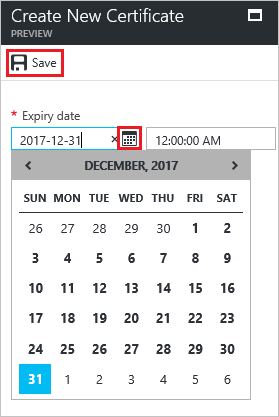 Create New Certificate
PREVIEW
Save
* Expiry date
2017-12-31 × 12:00:00 AM
< DECEMBER, 2017 >
SUN MON TUE WED THU FRI SAT
26 27 28 29 30 1 2
3 4 5 6 7 8 9
10 11 12 13 14 15 16
17 18 19 20 21 22 23
24 25 26 27 28 29 30
31 1 2 3 4 5 6